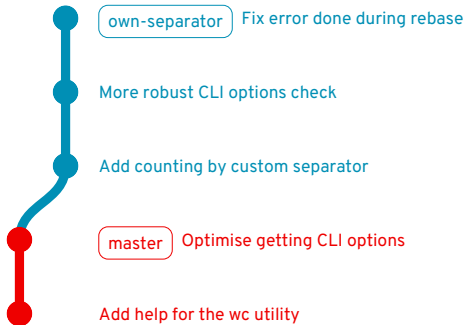 own-separator Fix error done during rebase
More robust CLI options check
Add counting by custom separator
master Optimise getting CLI options
Add help for the wc utility